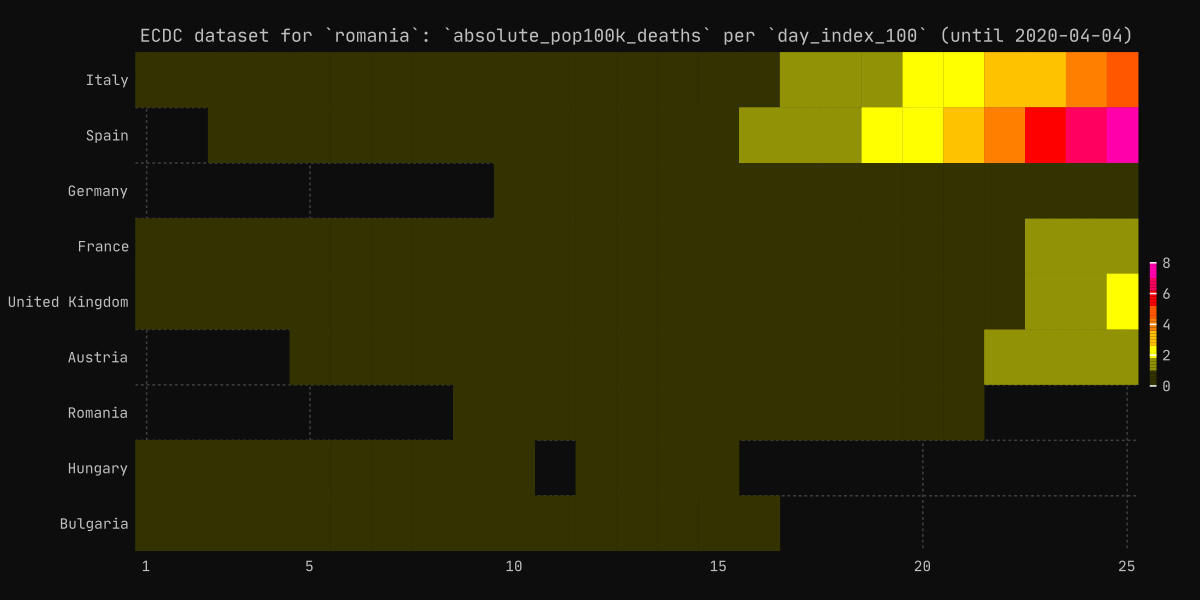 ECDC dataset for `romania`: `absolute_pop100k_deaths` per `day_index_100` (until 2020-04-04)
Italy
Spain
Germany
France
United Kingdom
Austria
Romania
Hungary
Bulgaria
1 5 10 15 20 25
8
6
4
2
0